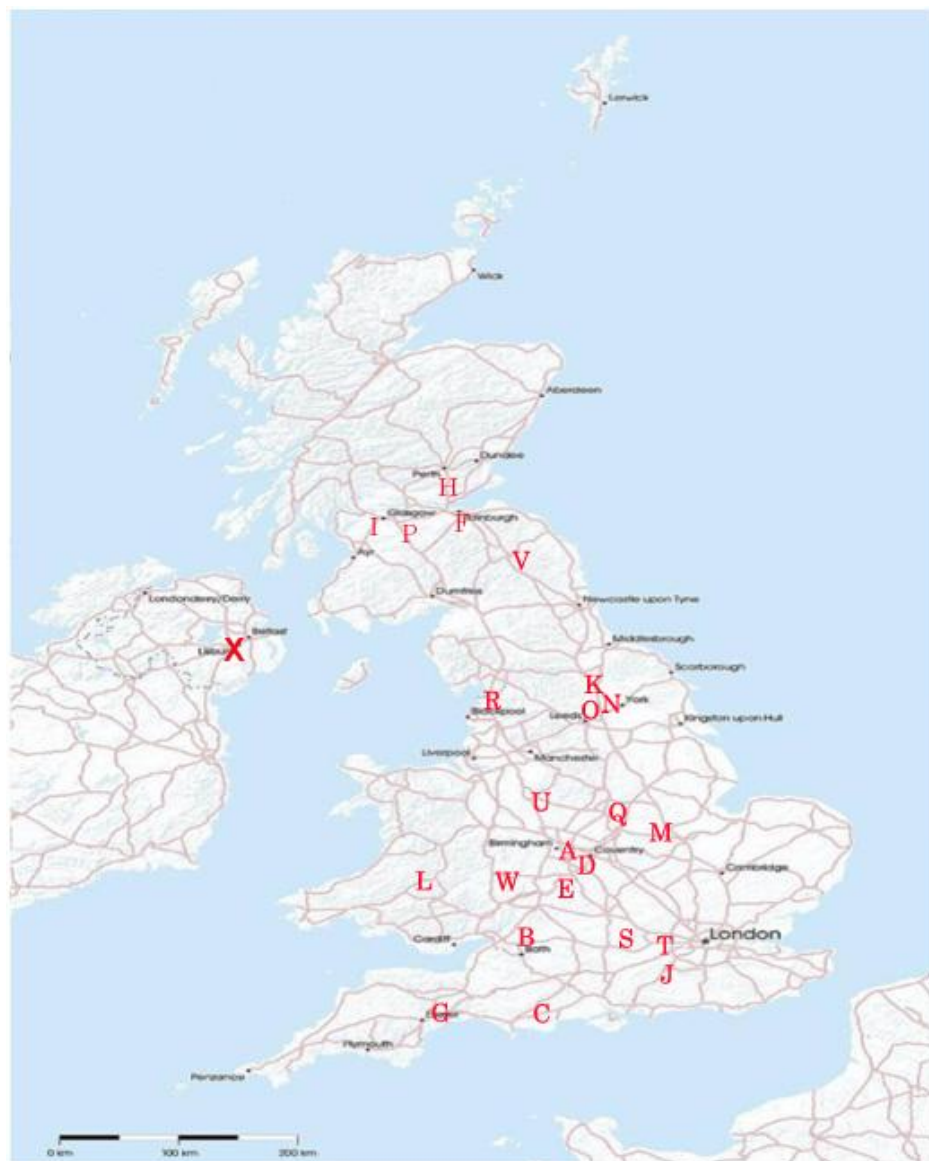 Lerwick
Wick
Aberdeen
Dundee
Perth
H
Glasgow
Edinburgh
I
P
F
Ayr
V
Dumfries
Londonderry/Derry
Newcastle upon Tyne
Belfast
X
Lisburn
Middlesbrough
Scarborough
K
R
N
York
O
Blackpool
Leeds
Kingston upon Hull
Liverpool
Manchester
U
Q
M
Birmingham
A
Coventry
D
Cambridge
L
W
E
B
S
T
London
Cardiff
Bath
J
G
C
Exeter
Plymouth
Penzance
0 km
100 km
200 km